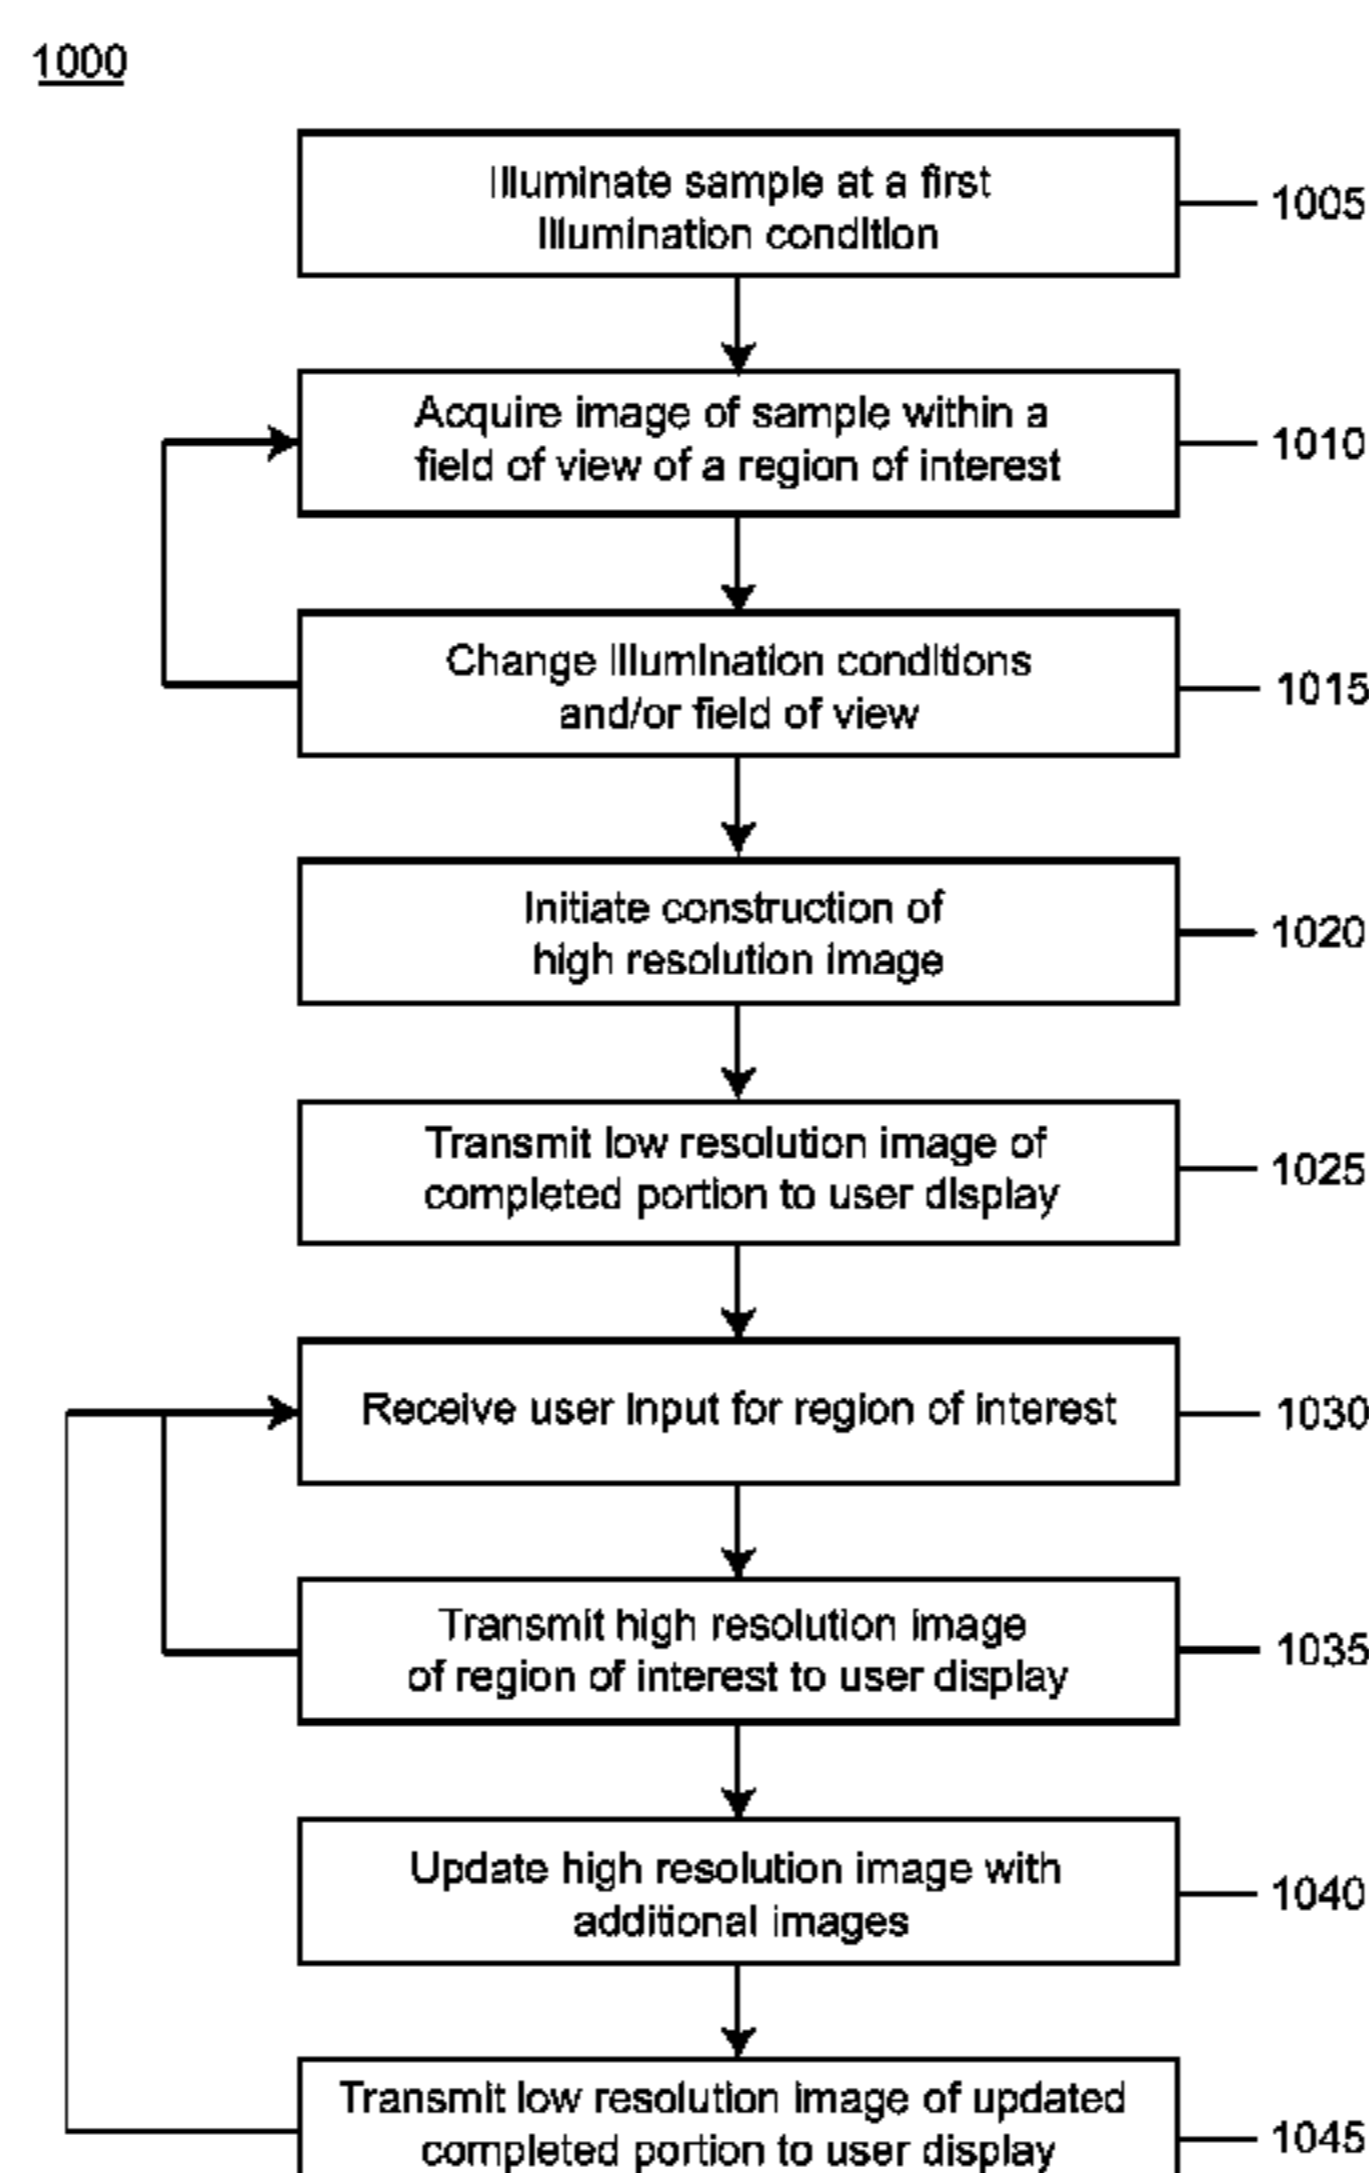 1000
Illuminate sample at a first
illumination condition
1005
Acquire image of sample within a
field of view of a region of interest
1010
Change illumination conditions
and/or field of view
1015
Initiate construction of
high resolution image
1020
Transmit low resolution image of
completed portion to user display
1025
Receive user input for region of interest
1030
Transmit high resolution image
of region of interest to user display
1035
Update high resolution image with
additional images
1040
Transmit low resolution image of updated
completed portion to user display
1045